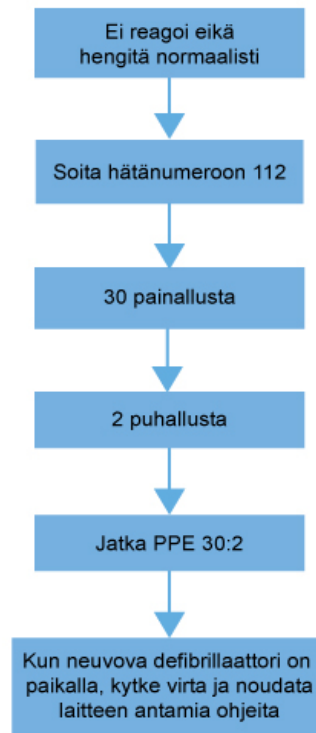 Ei reagoi eikä
hengitä normaalisti
Soita hätänumeroon 112
30 painallusta
2 puhallusta
Jatka PPE 30:2
Kun neuvova defibrillaattori on
paikalla, kytke virta ja noudata
laitteen antamia ohjeita